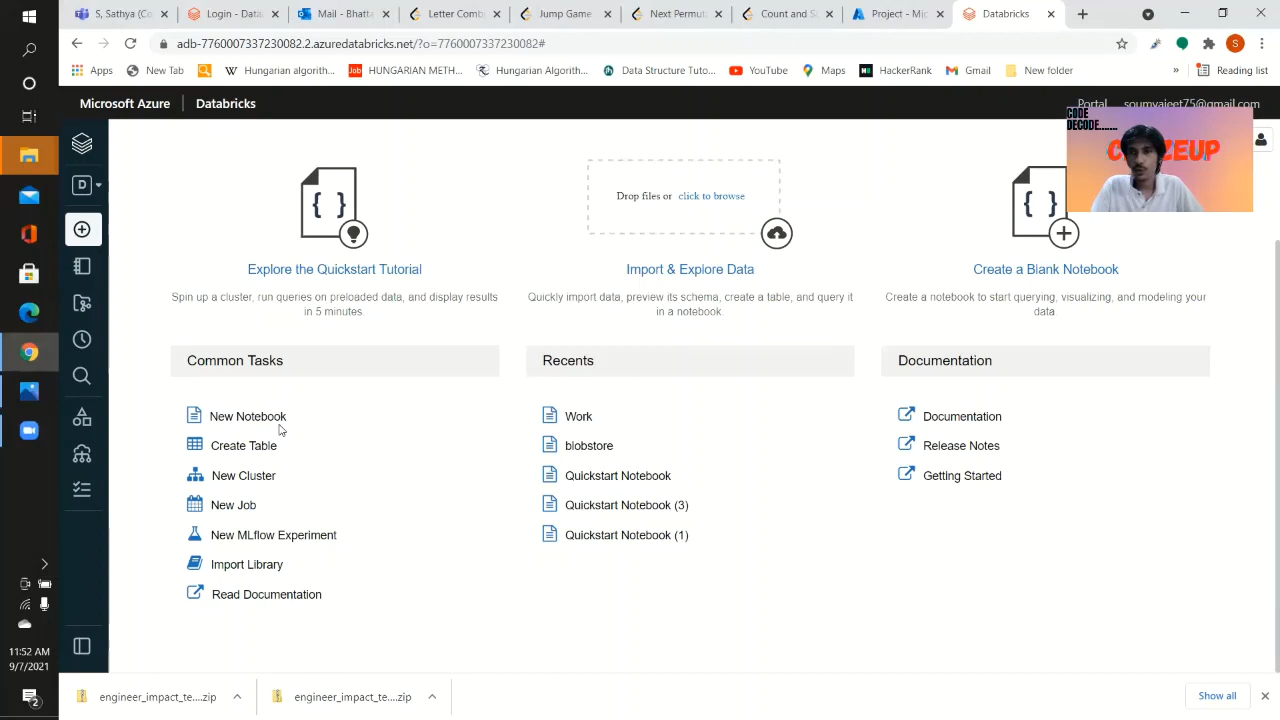 S, Sathya (Co
Login - Data
Mail - Bhatta
Letter Comb
Jump Game
Next Permut
Count and S
Project - Mic
Databricks
adb-7760007337230082.2.azuredatabricks.net/?o=7760007337230082#
S
Apps
New Tab
Hungarian algorith...
HUNGARIAN METH...
Hungarian Algorith...
Data Structure Tuto...
YouTube
Maps
HackerRank
Gmail
New folder
»
Reading list
Microsoft Azure
Databricks
Portal
soumyajeet75@gmail.com
CODE
DECODE.......
D
Drop files or click to browse
Explore the Quickstart Tutorial
Import & Explore Data
Create a Blank Notebook
Spin up a cluster, run queries on preloaded data, and display results
in 5 minutes.
Quickly import data, preview its schema, create a table, and query it
in a notebook.
Create a notebook to start querying, visualizing, and modeling your
data.
Common Tasks
Recents
Documentation
New Notebook
Create Table
New Cluster
New Job
New MLflow Experiment
Import Library
Read Documentation
Work
blobstore
Quickstart Notebook
Quickstart Notebook (3)
Quickstart Notebook (1)
Documentation
Release Notes
Getting Started
11:52 AM
9/7/2021
2
engineer_impact_te....zip
engineer_impact_te....zip
Show all